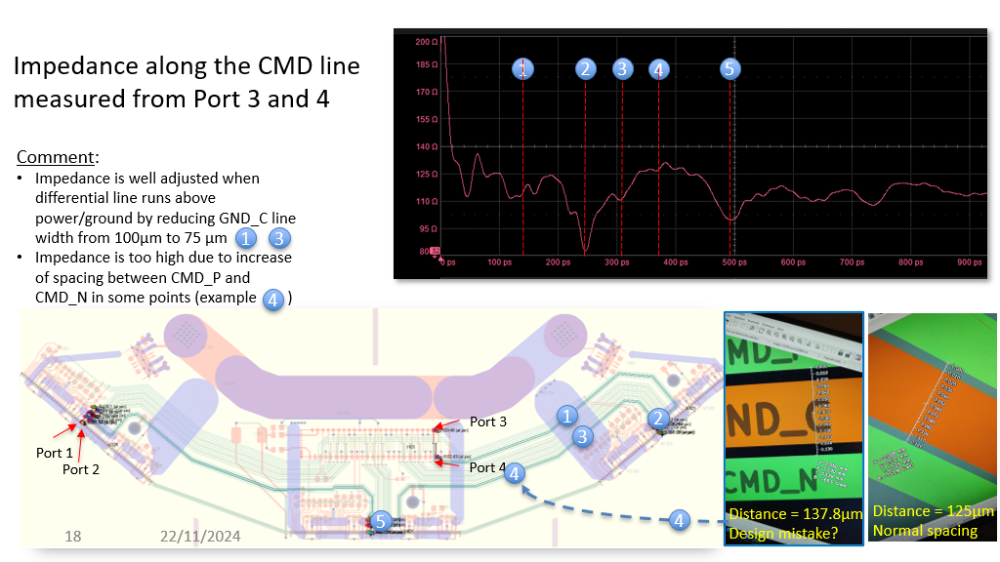 Impedance along the CMD line
measured from Port 3 and 4
Comment:
• Impedance is well adjusted when
differential line runs above
power/ground by reducing GND_C line
width from 100µm to 75 µm 1 3
• Impedance is too high due to increase
of spacing between CMD_P and
CMD_N in some points (example 4 )
200 Ω
185 Ω
170 Ω
155 Ω
140 Ω
125 Ω
110 Ω
95 Ω
80
1 2 3 4 5
0 ps 100 ps 200 ps 300 ps 400 ps 500 ps 600 ps 700 ps 800 ps 900 ps
Port 1
Port 2
Port 3
Port 4
1
2
3
4
5
4
MD_
ND_C
CMD_N
Distance = 137.8µm
Design mistake?
Distance = 125µm
Normal spacing
18 22/11/2024